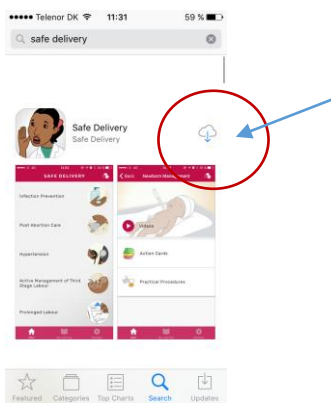 Telenor DK 11:31 59 %
safe delivery
Safe Delivery
Safe Delivery
SAFE DELIVERY
Infection Prevention
Post Abortion Care
Hypertension
Active Management of Third
Stage Labour
Prolonged Labour
Back Newborn Management
Videos
Action Cards
Practical Procedures
Featured Categories Top Charts Search Updates